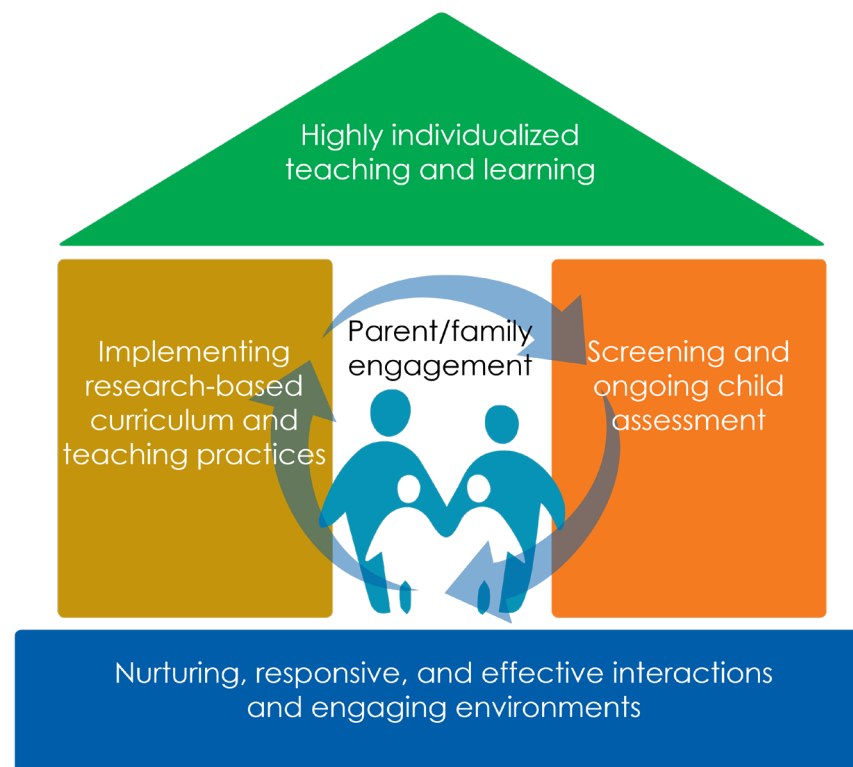 Highly individualized
teaching and learning
Parent/family
engagement
Implementing
research-based
curriculum and
teaching practices
Screening and
ongoing child
assessment
Nurturing, responsive, and effective interactions
and engaging environments